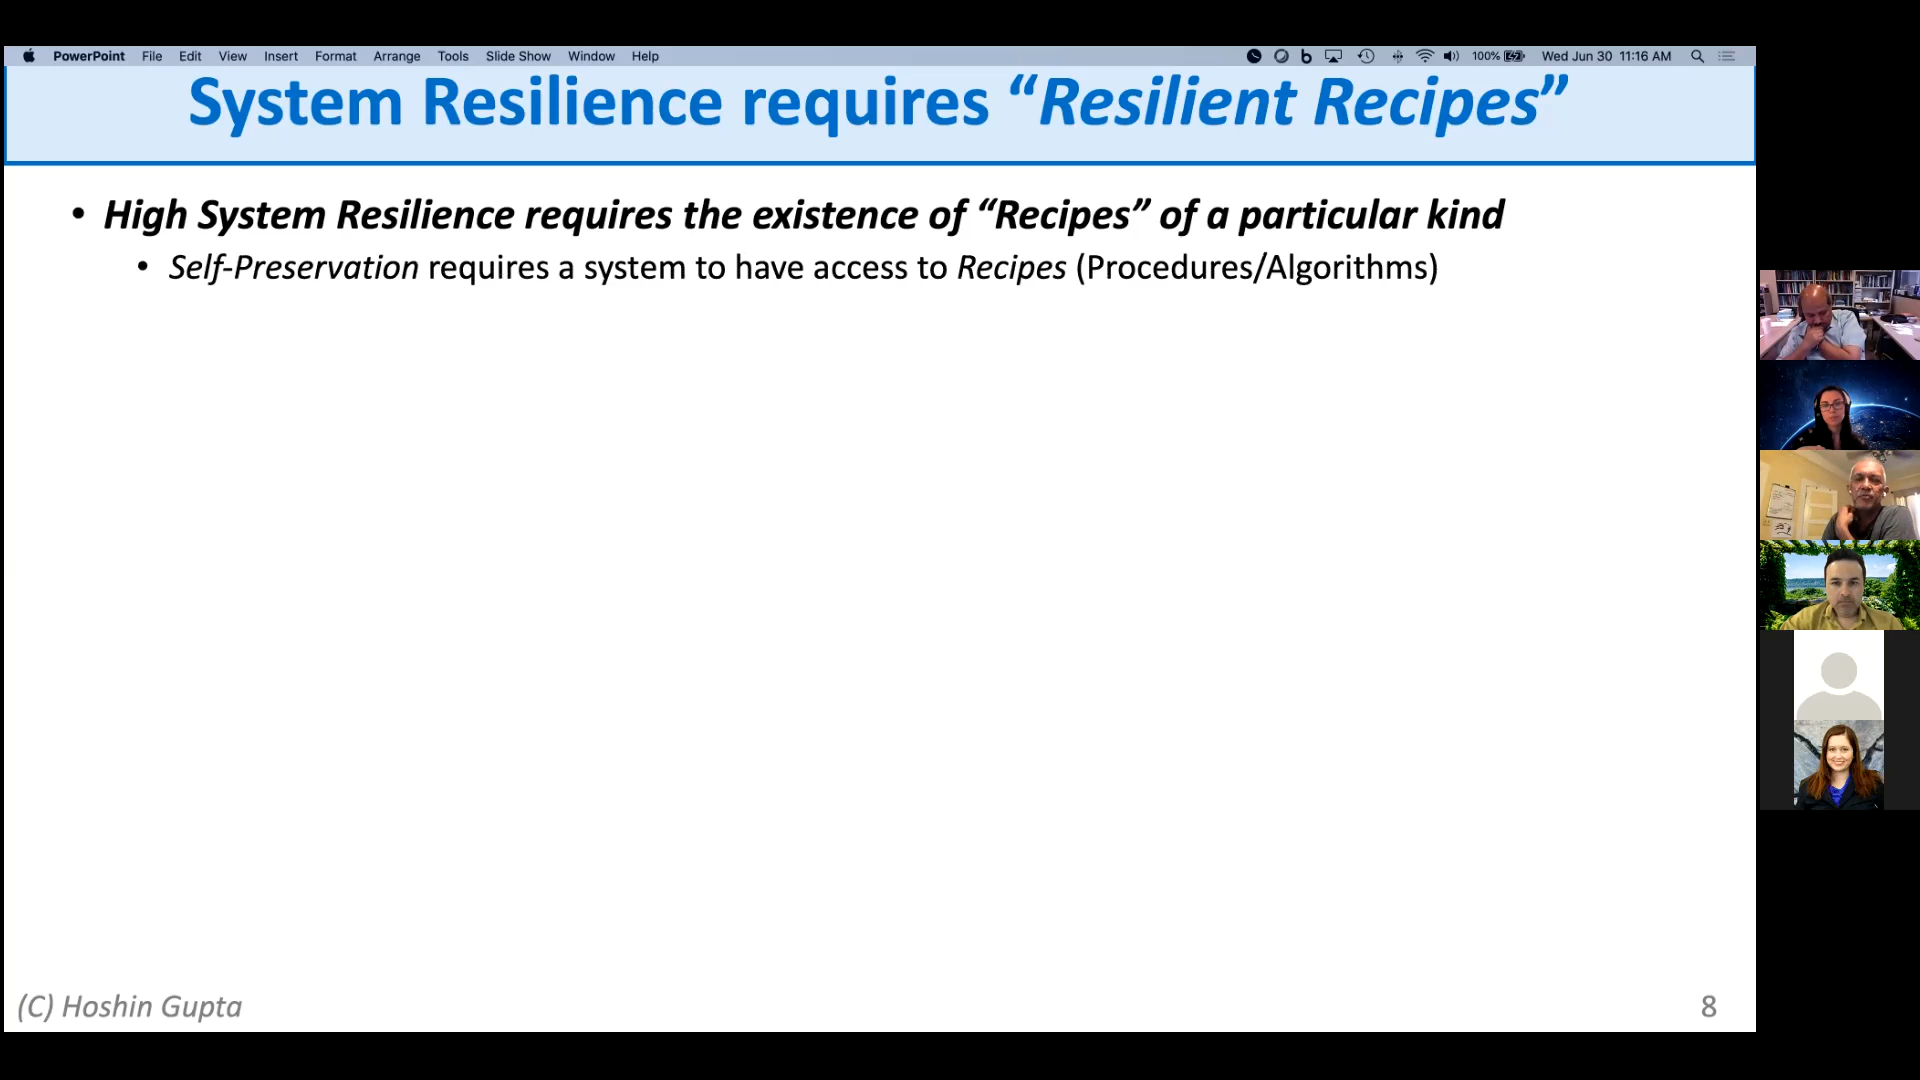 PowerPoint File Edit View Insert Format Arrange Tools Slide Show Window Help 100% Wed Jun 30 11:16 AM
System Resilience requires “Resilient Recipes”
• High System Resilience requires the existence of “Recipes” of a particular kind
• Self-Preservation requires a system to have access to Recipes (Procedures/Algorithms)
(C) Hoshin Gupta
8